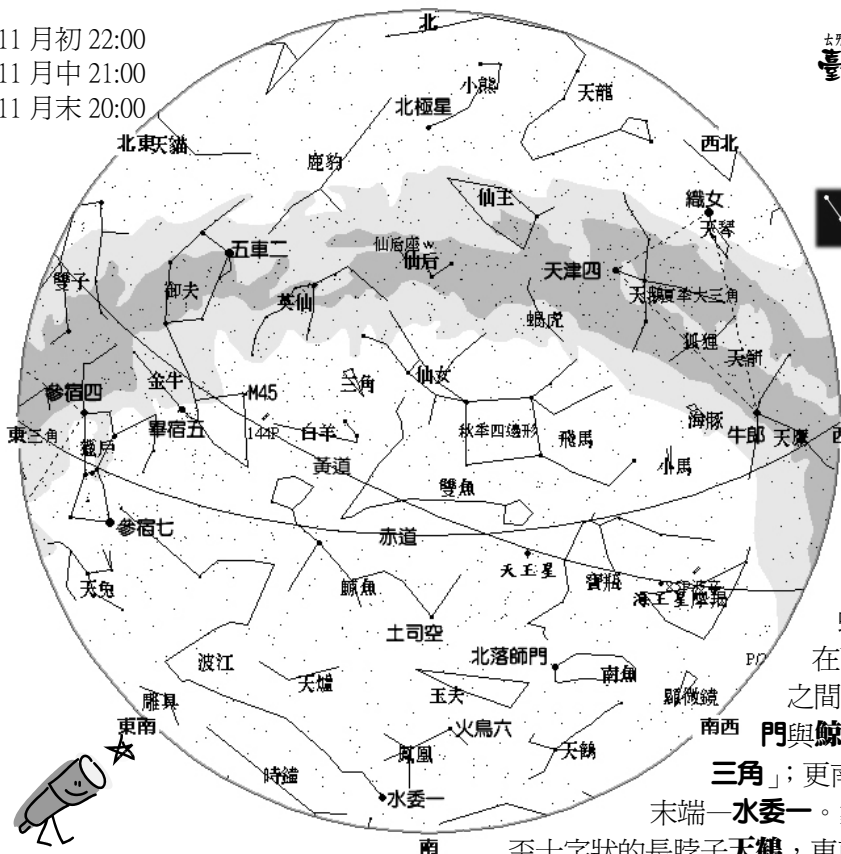 11 月初 22:00
11 月中 21:00
11 月末 20:00
臺
北
小熊
天龍
北極星
北東
天貓
鹿豹
西北
仙王
織女
天琴
五車二
仙后座w
仙后
天津四
雙子
御夫
英仙
天鵝
夏季大三角
蝎虎
狐狸
天箭
金牛
M45
三角
仙女
參宿四
畢宿五
144P
白羊
秋季四邊形
飛馬
海豚
牛郎
天鷹
西
東
三角
獵戶
黃道
小馬
雙魚
參宿七
赤道
天王星
寶瓶
天兔
鯨魚
海王星
摩羯
土司空
波江
北落師門
天爐
玉夫
南魚
顯微鏡
雕具
東南
火鳥六
南西
鳳凰
天鶴
時鐘
水委一
南
在
之間
門與鯨
三角」；更南
末端—水委一。
歪十字狀的長脖子天鶴，東